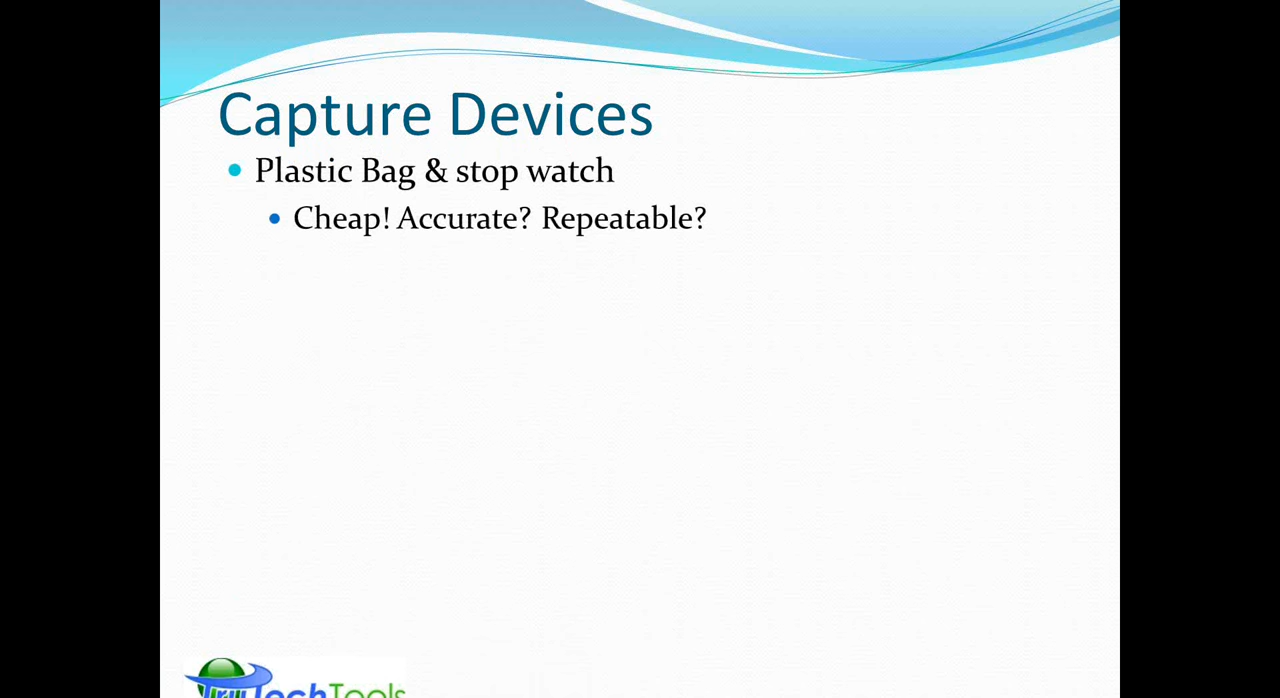 Capture Devices
Plastic Bag & stop watch
Cheap! Accurate? Repeatable?
TruTechTools